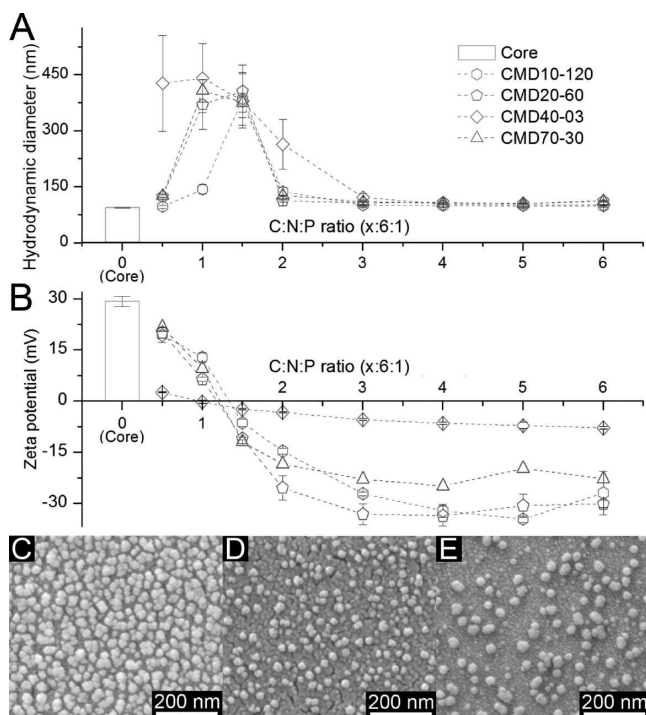 A
Hydrodynamic diameter (nm)
450
300
150
0
Core
CMD10-120
CMD20-60
CMD40-03
CMD70-30
C:N:P ratio (x:6:1)
0 1 2 3 4 5 6
(Core)
B
Zeta potential (mV)
30
15
0
-15
-30
C:N:P ratio (x:6:1)
0 1 2 3 4 5 6
(Core)
C D E
200 nm 200 nm 200 nm